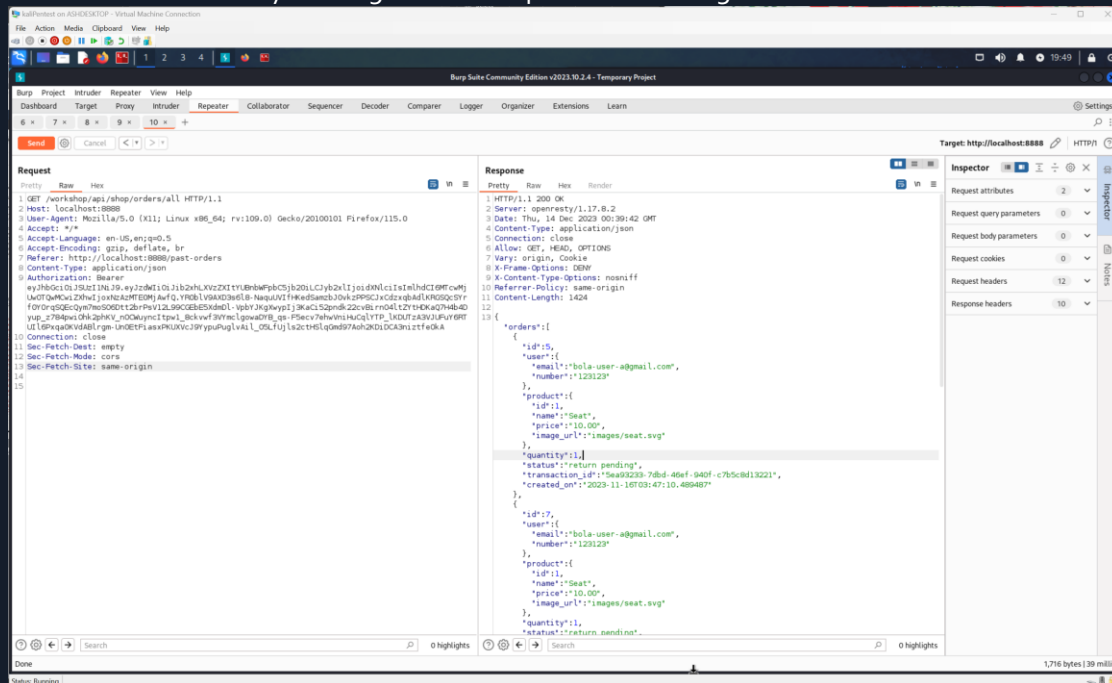 kaliPentest on ASHDESKTOP - Virtual Machine Connection
File Action Media Clipboard View Help
1 2 3 4
19:49
Burp Suite Community Edition v2023.10.2.4 - Temporary Project
Burp Project Intruder Repeater View Help
Dashboard Target Proxy Intruder Repeater Collaborator Sequencer Decoder Comparer Logger Organizer Extensions Learn
Settings
6 × 7 × 8 × 9 × 10 × +
Send Cancel < >
Target: http://localhost:8888
HTTP/1
Request
Pretty Raw Hex
1 GET /workshop/api/shop/orders/all HTTP/1.1
2 Host: localhost:8888
3 User-Agent: Mozilla/5.0 (X11; Linux x86_64; rv:109.0) Gecko/20100101 Firefox/115.0
4 Accept: */*
5 Accept-Language: en-US,en;q=0.5
6 Accept-Encoding: gzip, deflate, br
7 Referer: http://localhost:8888/past-orders
8 Content-Type: application/json
9 Authorization: Bearer
10 Connection: close
11 Sec-Fetch-Dest: empty
12 Sec-Fetch-Mode: cors
13 Sec-Fetch-Site: same-origin
14
15
Search
0 highlights
Response
Pretty Raw Hex Render
1 HTTP/1.1 200 OK
2 Server: openresty/1.17.8.2
3 Date: Thu, 14 Dec 2023 00:39:42 GMT
4 Content-Type: application/json
5 Connection: close
6 Allow: GET, HEAD, OPTIONS
7 Vary: origin, Cookie
8 X-Frame-Options: DENY
9 X-Content-Type-Options: nosniff
10 Referrer-Policy: same-origin
11 Content-Length: 1424
12
13 {
"orders":[
{
"id":5,
"user":{
"email":"bola-user-a@gmail.com",
"number":"123123"
},
"product":{
"id":1,
"name":"Seat",
"price":"10.00",
"image_url":"images/seat.svg"
},
"quantity":1,
"status":"return pending",
"transaction_id":"5ea93233-7dbd-46ef-940f-c7b5c8d13221",
"created_on":"2023-11-16T03:47:10.489487"
},
{
"id":7,
"user":{
"email":"bola-user-a@gmail.com",
"number":"123123"
},
"product":{
"id":1,
"name":"Seat",
"price":"10.00",
"image_url":"images/seat.svg"
},
"quantity":1,
"status":"return pending",
Search
0 highlights
Inspector
Request attributes 2
Request query parameters 0
Request body parameters 0
Request cookies 0
Request headers 12
Response headers 10
Inspector
Notes
Done
1,716 bytes | 39 milli
Status: Running